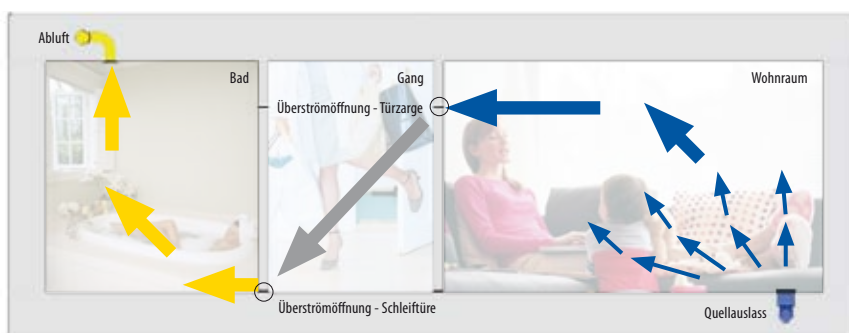 Abluft
Bad
Gang
Wohnraum
Überströmöffnung - Türzarge
Überströmöffnung - Schleiftüre
Quellauslass